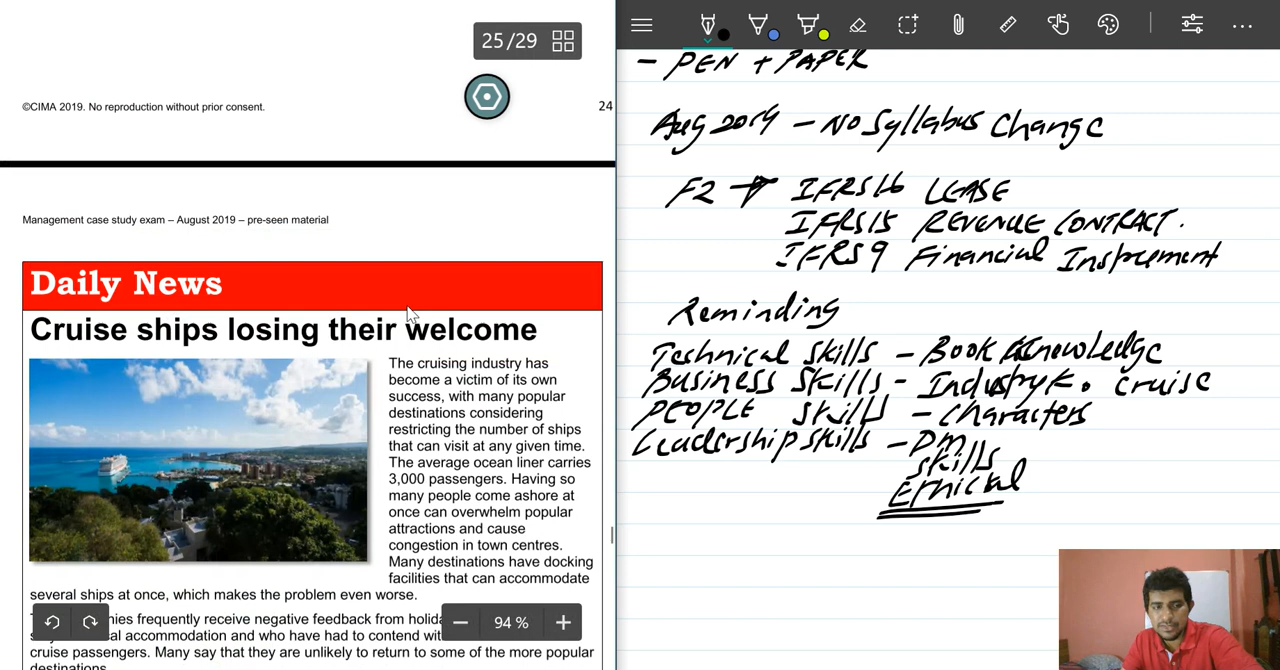 25/29
©CIMA 2019. No reproduction without prior consent.
24
Management case study exam – August 2019 – pre-seen material
Daily News
Cruise ships losing their welcome
The cruising industry has
become a victim of its own
success, with many popular
destinations considering
restricting the number of ships
that can visit at any given time.
The average ocean liner carries
3,000 passengers. Having so
many people come ashore at
once can overwhelm popular
attractions and cause
congestion in town centres.
Many destinations have docking
facilities that can accommodate
several ships at once, which makes the problem even worse.
nies frequently receive negative feedback from holida
al accommodation and who have had to contend wit
cruise passengers. Many say that they are unlikely to return to some of the more popular
destinations.
94 %
- PEN + PAPER
Aug 2019 - No Syllabus Change
F2 → IFRS16 LEASE
IFRS15 REVENUE CONTRACT.
IFRS 9 Financial Instrument
Reminding
Technical skills - Book Knowledge
Business skills - Industry K. cruise
PEOPLE skills - characters
Leadership skills - DM
skills
Ethical